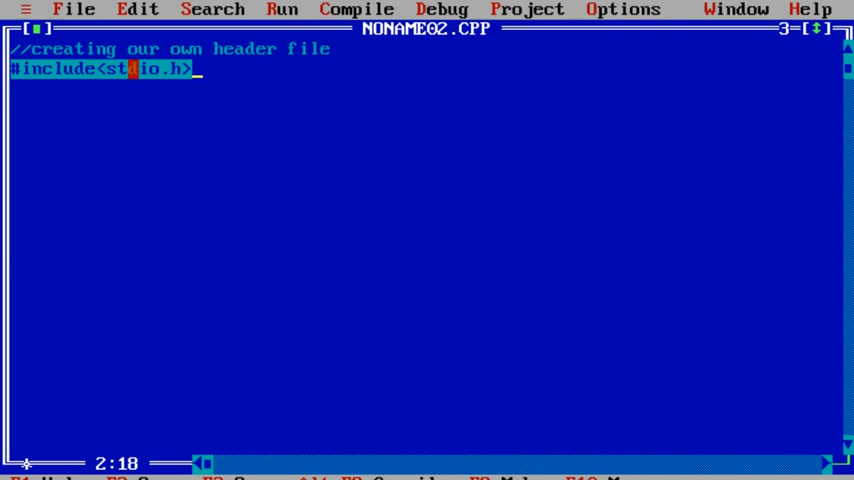 ≡ File Edit Search Run Compile Debug Project Options Window Help
[■] NONAME02.CPP 3=[↕]
//creating our own header file
#include<stdio.h>_
2:18